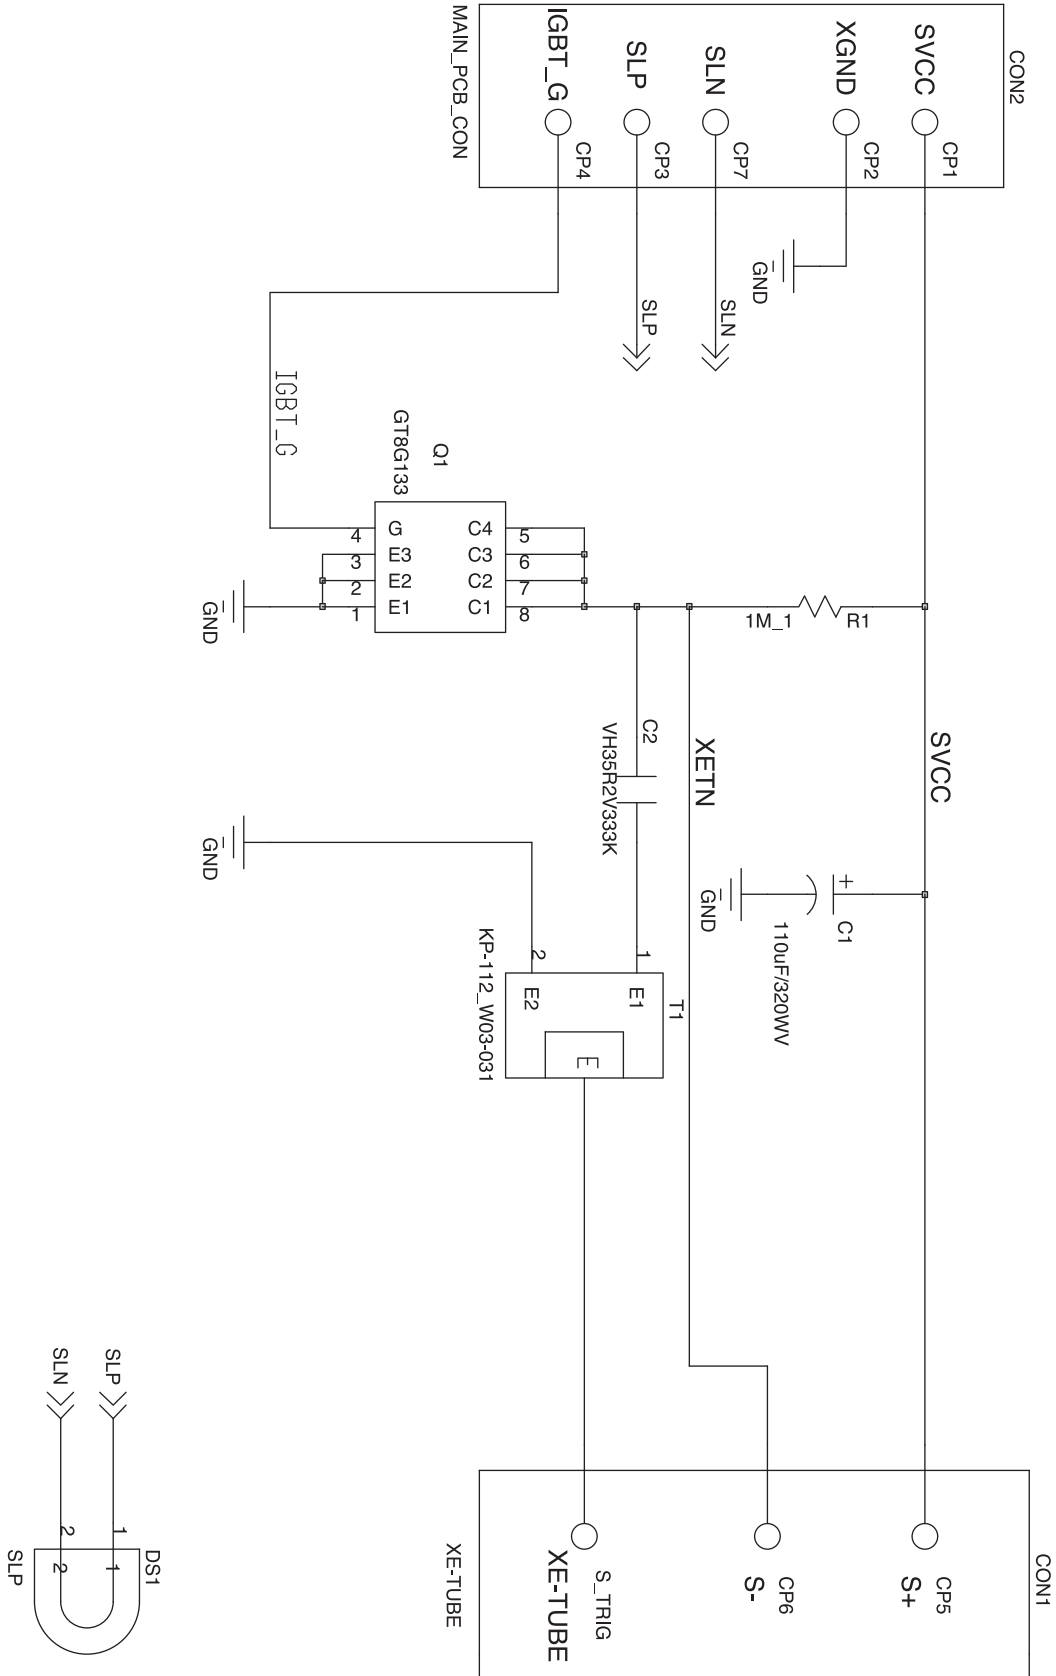 CON2
SVCC
CP1
XGND
CP2
SLN
CP7
SLP
CP3
IGBT_G
CP4
MAIN_PCB_CON
GND
SLN
SLP
IGBT_G
Q1
GT8G133
G
E3
E2
E1
C4
C3
C2
C1
4
3
2
1
5
6
7
8
GND
1M_1
R1
SVCC
XETN
C2
VH35R2V333K
+
C1
110uF/320WV
GND
GND
T1
1
2
E1
E2
E
KP-112_W03-031
CON1
CP5
S+
CP6
S-
S_TRIG
XE-TUBE
XE-TUBE
SLP
SLN
1
2
1
2
DS1
SLP